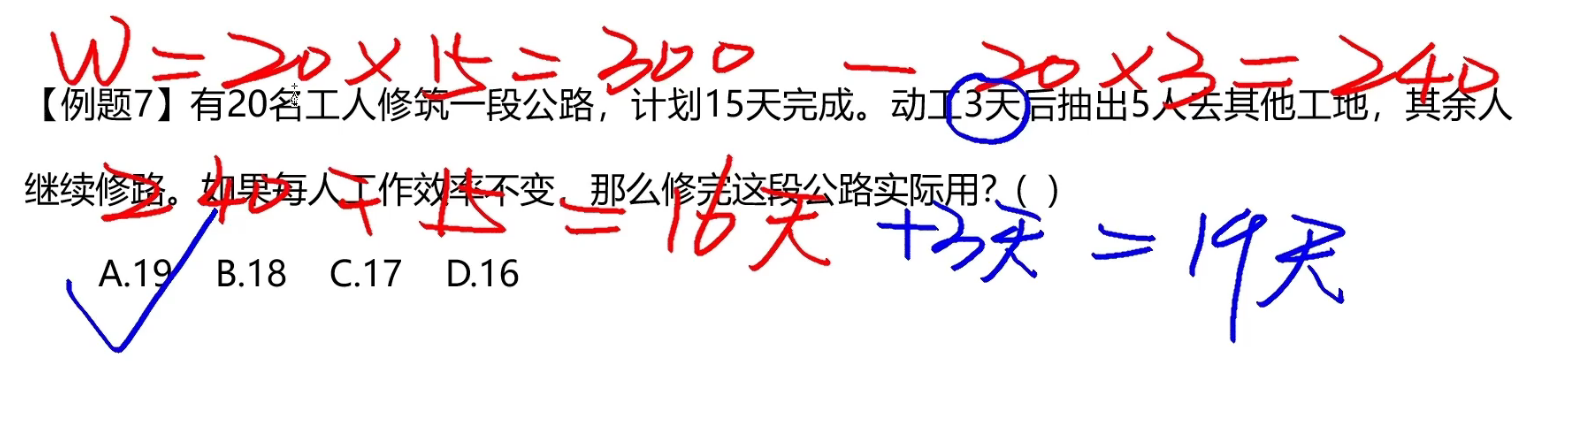 W=20×15=300 - 20×3=240
【例题7】有20名工人修筑一段公路，计划15天完成。动工3天后抽出5人去其他工地，其余人
继续修路。如果每人工作效率不变，那么修完这段公路实际用?（ ）
240÷15=16天 +3天=19天
A.19 B.18 C.17 D.16